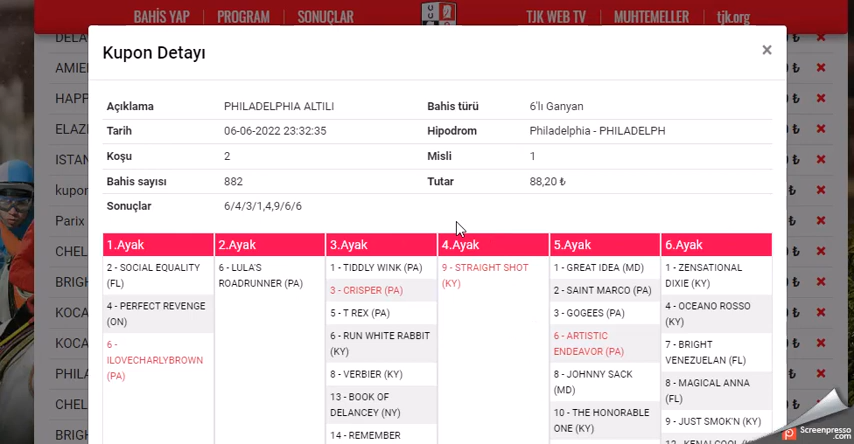 BAHİS YAP PROGRAM SONUÇLAR TJK WEB TV MUHTEMELLER tjk.org
Kupon Detayı ×
Açıklama PHILADELPHIA ALTILI Bahis türü 6'lı Ganyan
Tarih 06-06-2022 23:32:35 Hipodrom Philadelphia - PHILADELPH
Koşu 2 Misli 1
Bahis sayısı 882 Tutar 88,20 ₺
Sonuçlar 6/4/3/1,4,9/6/6
1.Ayak
2 - SOCIAL EQUALITY
(FL)
4 - PERFECT REVENGE
(ON)
6 -
ILOVECHARLYBROWN
(PA)
2.Ayak
6 - LULA'S
ROADRUNNER (PA)
3.Ayak
1 - TIDDLY WINK (PA)
3 - CRISPER (PA)
5 - T REX (PA)
6 - RUN WHITE RABBIT
(KY)
8 - VERBIER (KY)
13 - BOOK OF
DELANCEY (NY)
14 - REMEMBER
4.Ayak
9 - STRAIGHT SHOT
(KY)
5.Ayak
1 - GREAT IDEA (MD)
2 - SAINT MARCO (PA)
3 - GOGEES (PA)
6 - ARTISTIC
ENDEAVOR (PA)
8 - JOHNNY SACK
(MD)
10 - THE HONORABLE
ONE (KY)
6.Ayak
1 - ZENSATIONAL
DIXIE (KY)
4 - OCEANO ROSSO
(KY)
7 - BRIGHT
VENEZUELAN (FL)
8 - MAGICAL ANNA
(FL)
9 - JUST SMOK'N (KY)
12 - KENAI COOL (K
DELA
AMIE
HAPP
ELAZ
ISTAN
kupon
Parix
CHEL
BRIGH
KOCA
KOCA
PHILA
CHEL
BRIGH
Screenpresso
.com